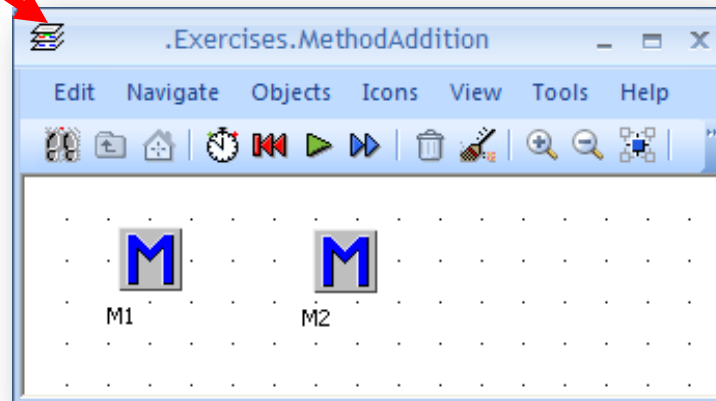 .Exercises.MethodAddition
Edit Navigate Objects Icons View Tools Help
M M
M1 M2